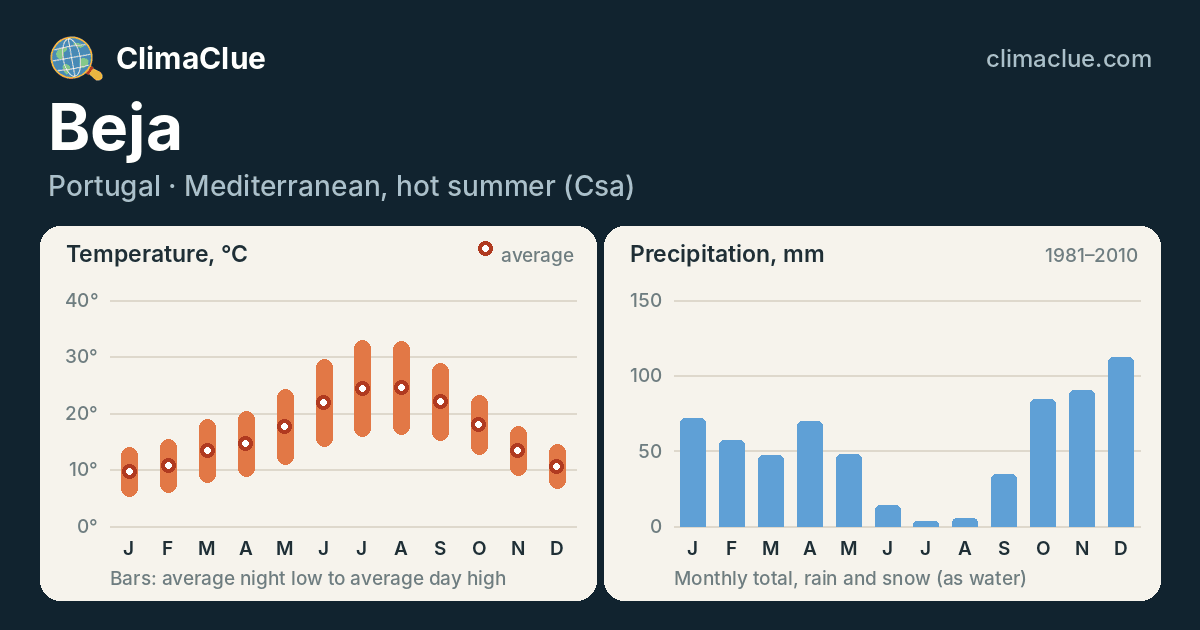 ClimaClue
climaclue.com
Beja
Portugal · Mediterranean, hot summer (Csa)
Temperature, °C
average
40°
30°
20°
10°
0°
J F M A M J J A S O N D
Bars: average night low to average day high
Precipitation, mm
1981–2010
150
100
50
0
J F M A M J J A S O N D
Monthly total, rain and snow (as water)